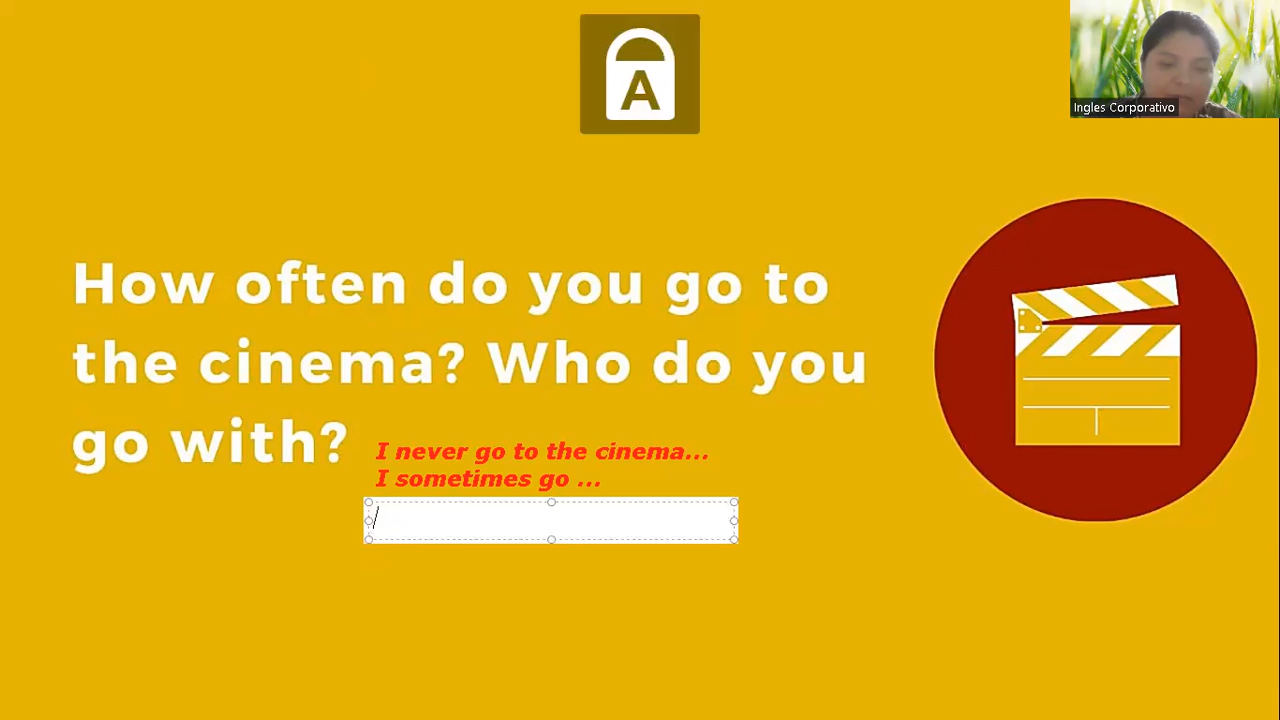 A
Ingles Corporativo
How often do you go to
the cinema? Who do you
go with?
I never go to the cinema...
I sometimes go ...